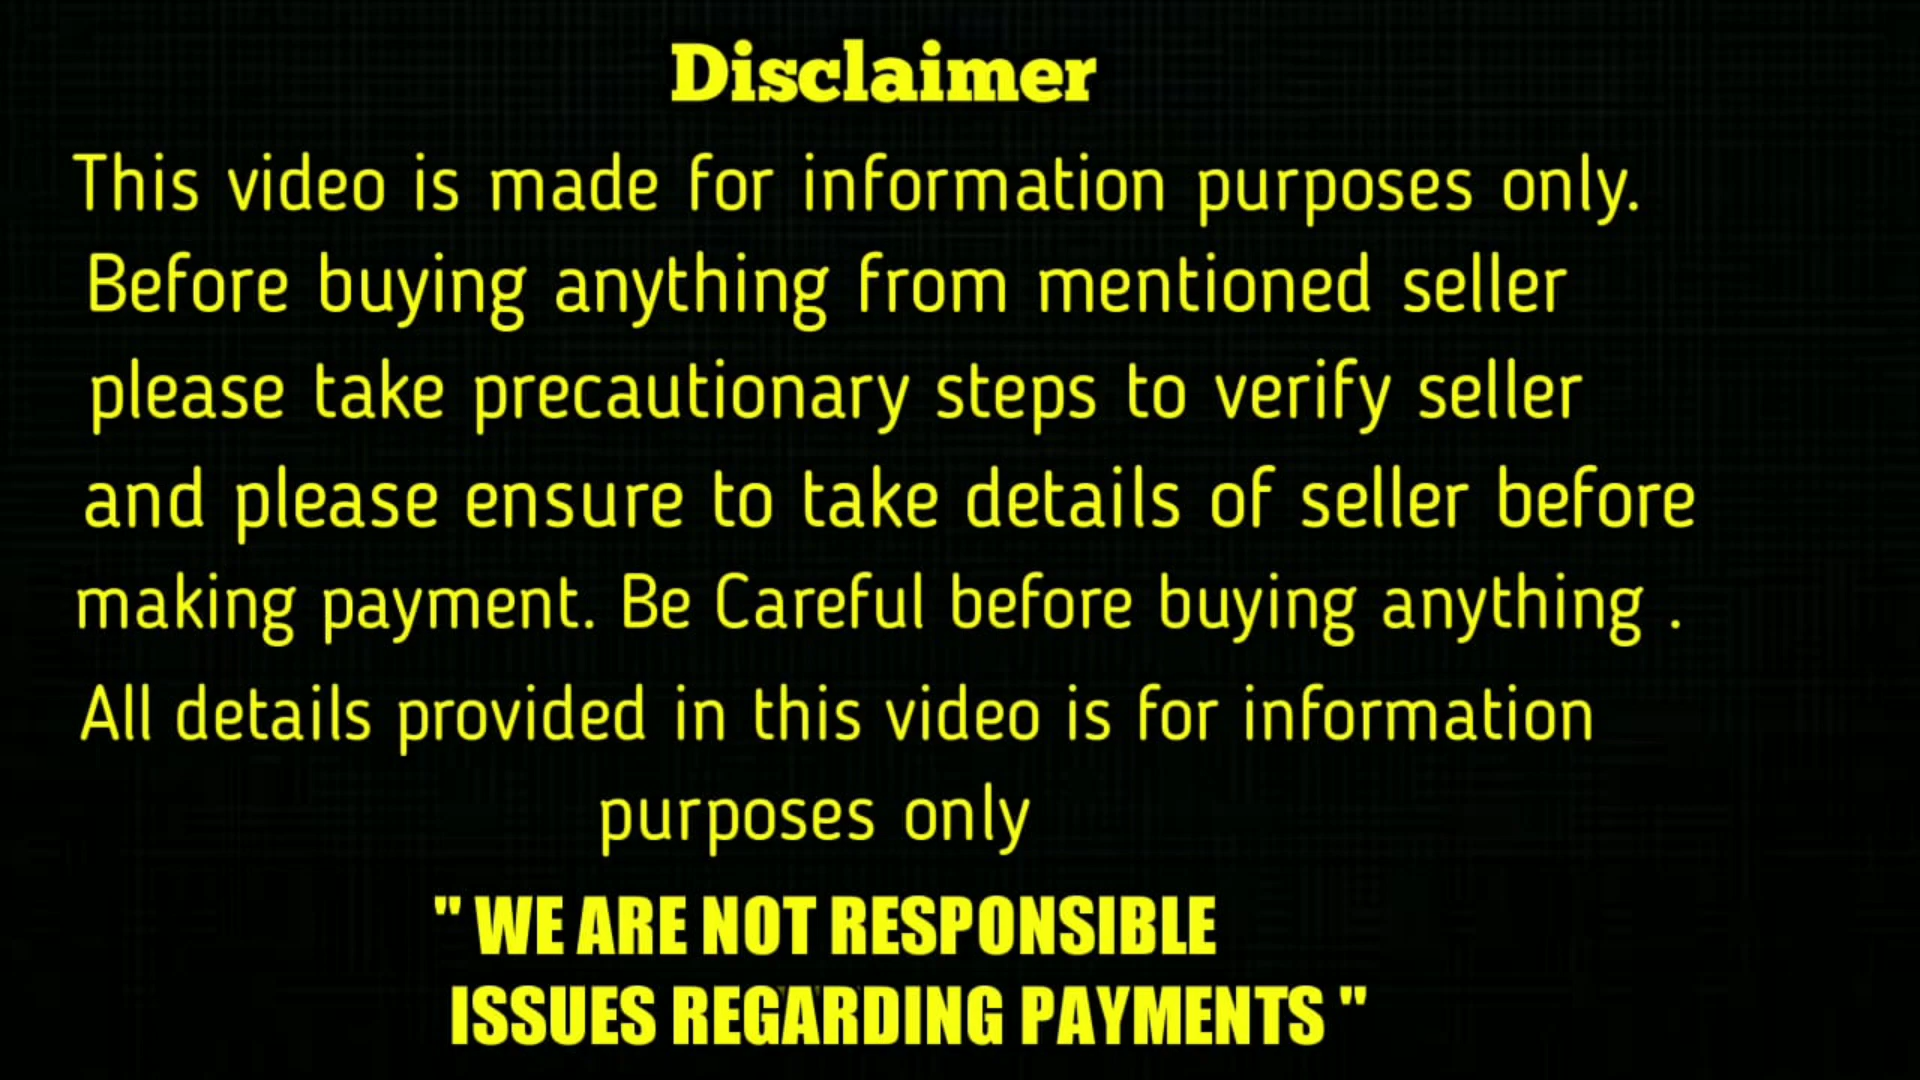 Disclaimer
This video is made for information purposes only.
Before buying anything from mentioned seller
please take precautionary steps to verify seller
and please ensure to take details of seller before
making payment. Be Careful before buying anything .
All details provided in this video is for information
purposes only
" WE ARE NOT RESPONSIBLE
ISSUES REGARDING PAYMENTS "